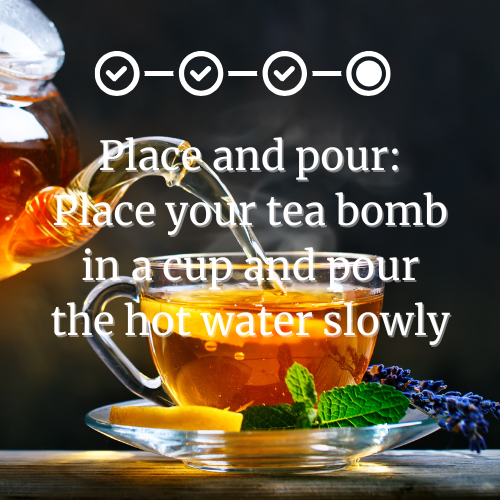 Place and pour:
Place your tea bomb
in a cup and pour
the hot water slowly